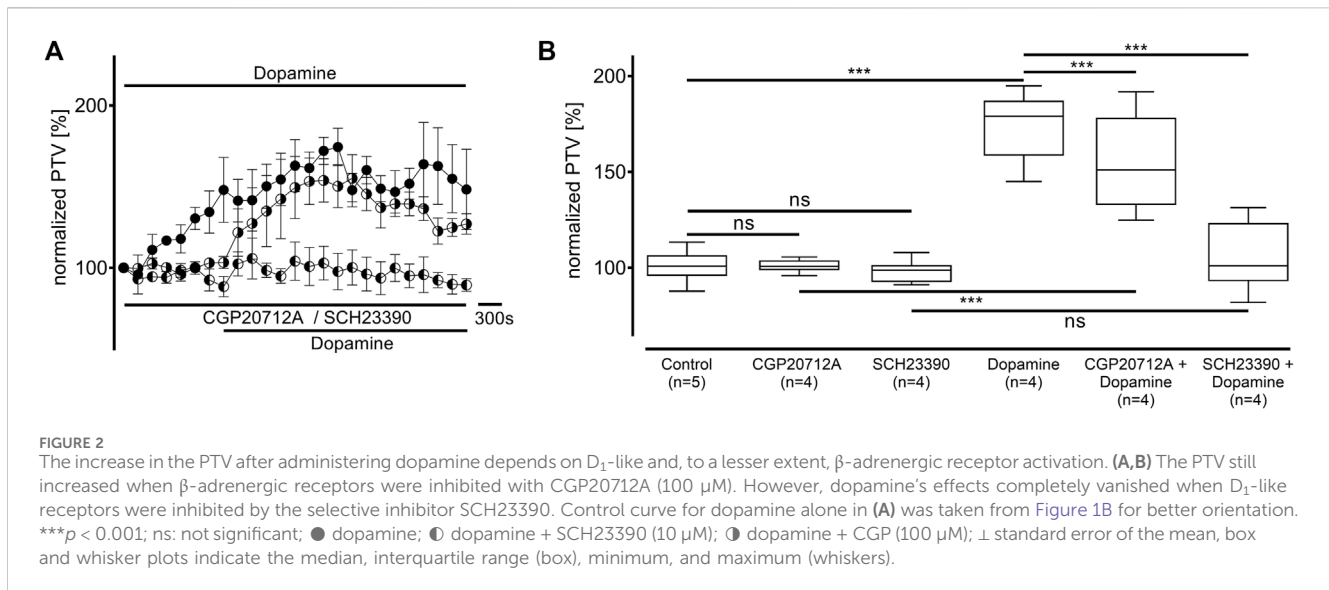 A
Dopamine
200
normalized PTV [%]
100
CGP20712A / SCH23390
300s
Dopamine
B
***
***
***
200
normalized PTV [%]
150
ns
ns
100
***
ns
Control
(n=5)
CGP20712A
(n=4)
SCH23390
(n=4)
Dopamine
(n=4)
CGP20712A +
Dopamine
(n=4)
SCH23390 +
Dopamine
(n=4)
FIGURE 2
The increase in the PTV after administering dopamine depends on D₁-like and, to a lesser extent, β-adrenergic receptor activation. (A,B) The PTV still
increased when β-adrenergic receptors were inhibited with CGP20712A (100 μM). However, dopamine's effects completely vanished when D₁-like
receptors were inhibited by the selective inhibitor SCH23390. Control curve for dopamine alone in (A) was taken from Figure 1B for better orientation.
***p < 0.001; ns: not significant; ● dopamine; ◐ dopamine + SCH23390 (10 μM); ◑ dopamine + CGP (100 μM); ⊥ standard error of the mean, box
and whisker plots indicate the median, interquartile range (box), minimum, and maximum (whiskers).